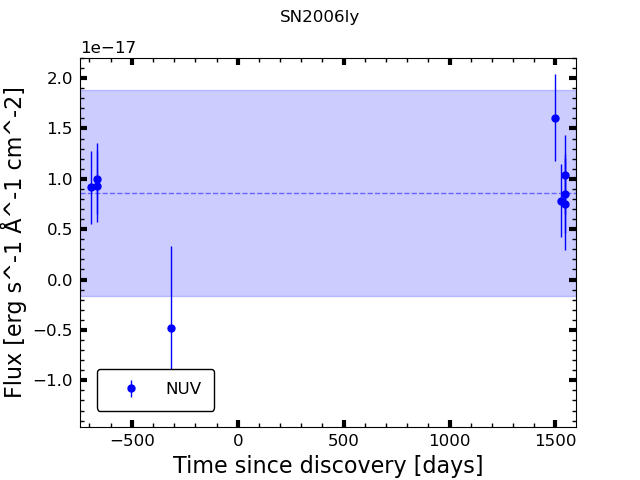 SN2006ly
1e−17
2.0
1.5
1.0
0.5
0.0
−0.5
−1.0
Flux [erg s^-1 Å^-1 cm^-2]
NUV
−500
0
500
1000
1500
Time since discovery [days]